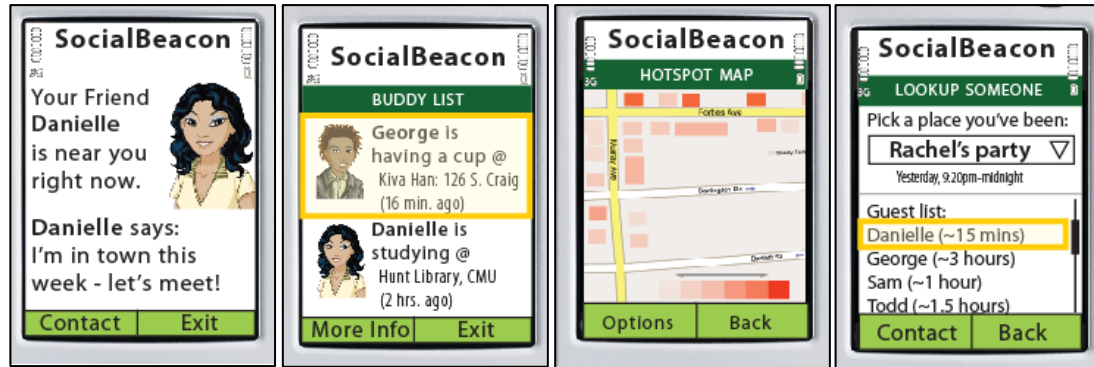 SocialBeacon
Your Friend
Danielle
is near you
right now.
Danielle says:
I'm in town this
week - let's meet!
Contact
Exit
SocialBeacon
BUDDY LIST
George is
having a cup @
Kiva Han: 126 S. Craig
(16 min. ago)
Danielle is
studying @
Hunt Library, CMU
(2 hrs. ago)
More Info
Exit
SocialBeacon
3G
HOTSPOT MAP
Forbes Ave
Murray Ave
Darlington Rd
Options
Back
SocialBeacon
3G
LOOKUP SOMEONE
Pick a place you've been:
Rachel's party
Yesterday, 9:20pm-midnight
Guest list:
Danielle (~15 mins)
George (~3 hours)
Sam (~1 hour)
Todd (~1.5 hours)
Contact
Back